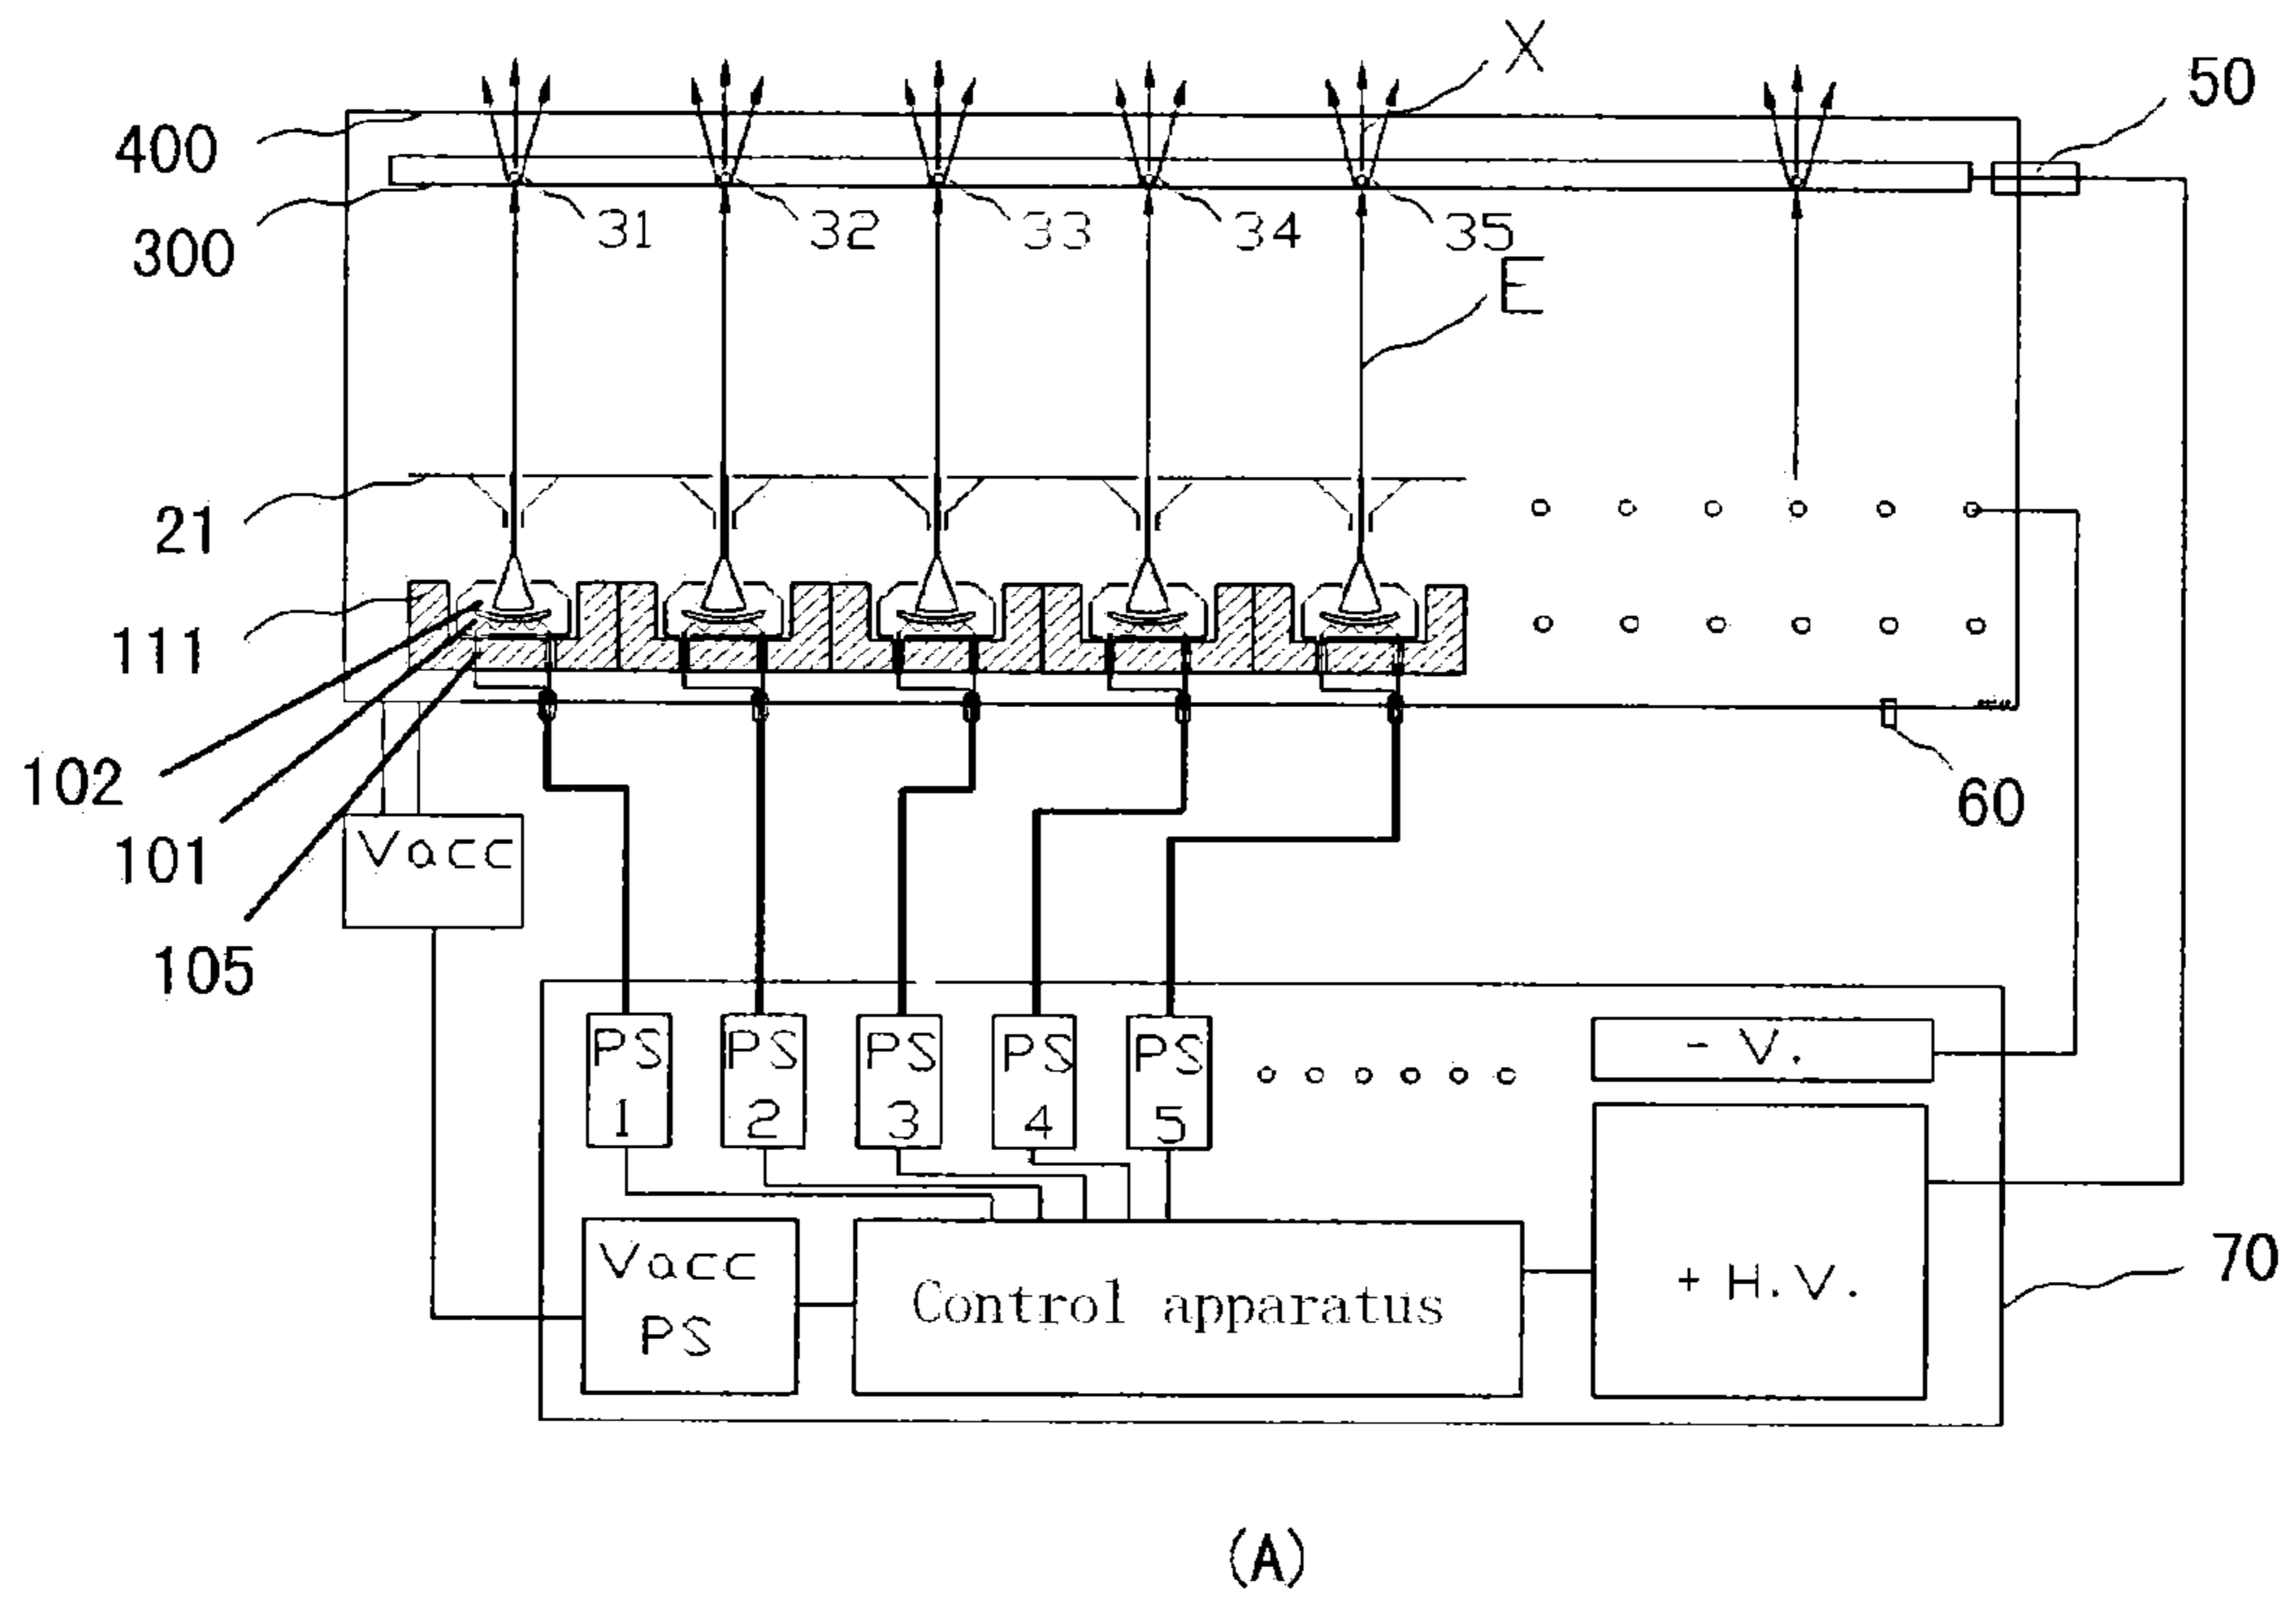 X
50
400
31
32
33
34
35
300
E
21
111
102
60
101
Vacc
105
PS
1
PS
2
PS
3
PS
4
PS
5
- V.
Vacc
PS
Control apparatus
+ H.V.
70
(A)